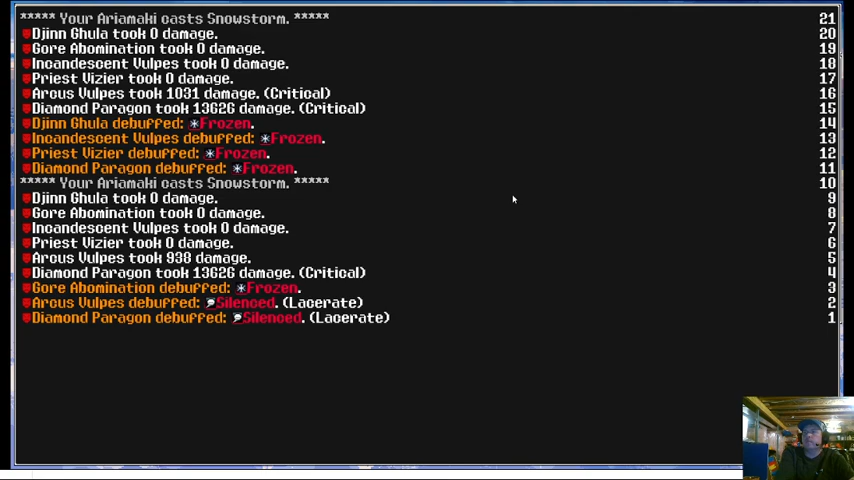 ***** Your Ariamaki casts Snowstorm. ***** 21
Djinn Ghula took 0 damage. 20
Gore Abomination took 0 damage. 19
Incandescent Vulpes took 0 damage. 18
Priest Vizier took 0 damage. 17
Arcus Vulpes took 1031 damage. (Critical) 16
Diamond Paragon took 13626 damage. (Critical) 15
Djinn Ghula debuffed: Frozen. 14
Incandescent Vulpes debuffed: Frozen. 13
Priest Vizier debuffed: Frozen. 12
Diamond Paragon debuffed: Frozen. 11
***** Your Ariamaki casts Snowstorm. ***** 10
Djinn Ghula took 0 damage. 9
Gore Abomination took 0 damage. 8
Incandescent Vulpes took 0 damage. 7
Priest Vizier took 0 damage. 6
Arcus Vulpes took 938 damage. 5
Diamond Paragon took 13626 damage. (Critical) 4
Gore Abomination debuffed: Frozen. 3
Arcus Vulpes debuffed: Silenced. (Lacerate) 2
Diamond Paragon debuffed: Silenced. (Lacerate) 1